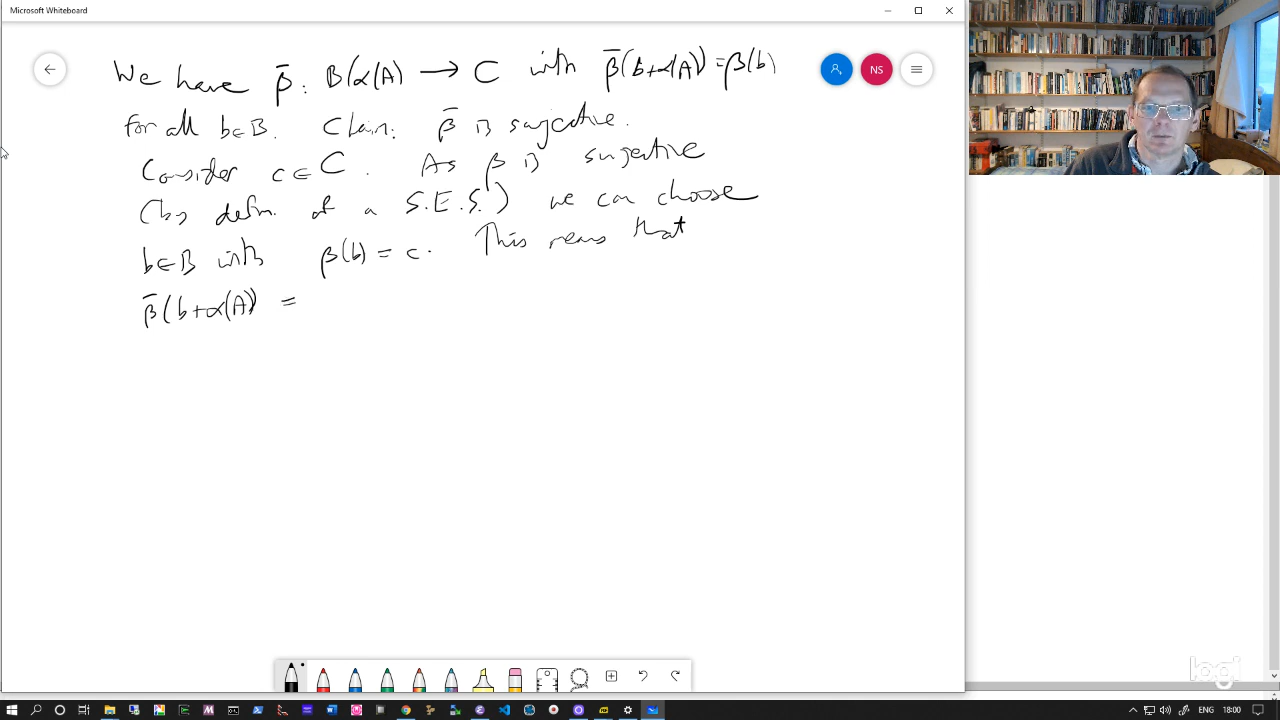 Microsoft Whiteboard
We have β̄ : B/α(A) → C with β̄(b+α(A)) = β(b)
NS
for all b∈B. Claim: β̄ is surjective.
Consider c∈C. As β is surjective
(by defn. of a S.E.S.) we can choose
b∈B with β(b) = c. This means that
β̄(b+α(A)) =
logi
ENG 18:00